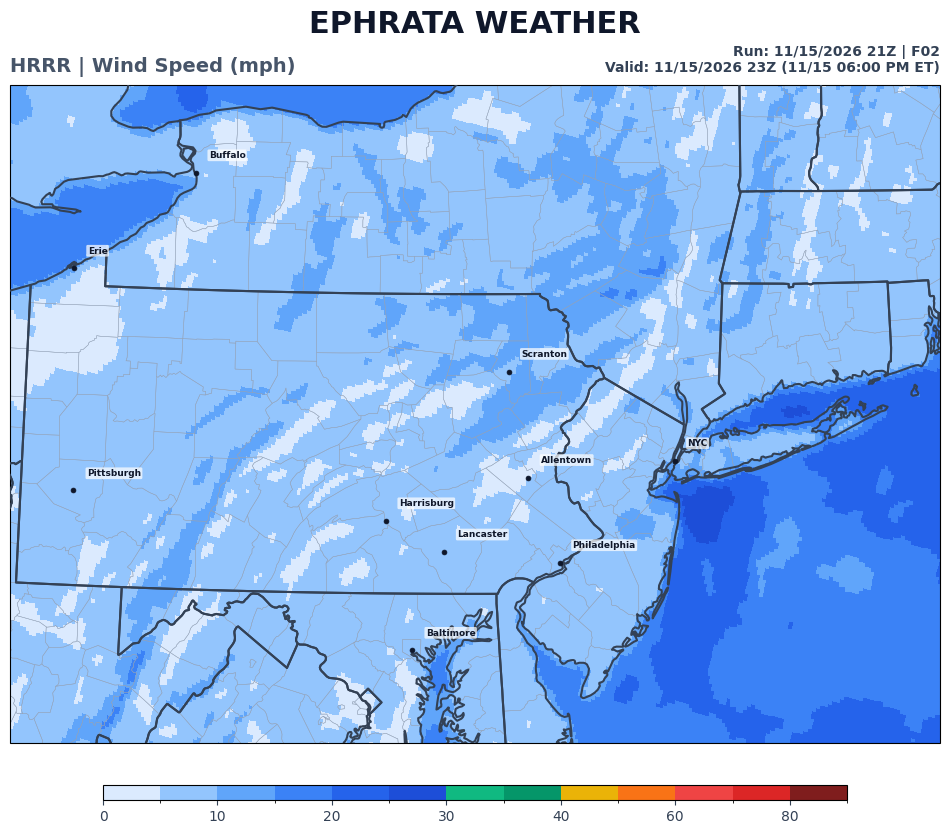 EPHRATA WEATHER
HRRR | Wind Speed (mph)
Run: 11/15/2026 21Z | F02
Valid: 11/15/2026 23Z (11/15 06:00 PM ET)
Buffalo
Erie
Scranton
NYC
Allentown
Pittsburgh
Harrisburg
Lancaster
Philadelphia
Baltimore
0 10 20 30 40 50 60 70 80